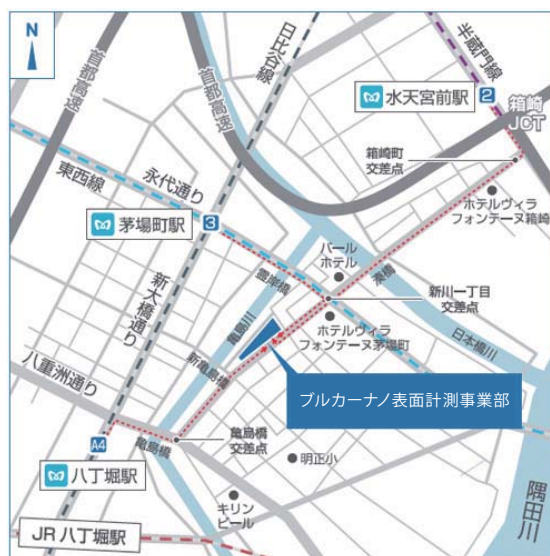 N
首都高速
日比谷線
首都高速
半蔵門線
水天宮前駅
2
箱崎
JCT
箱崎町
交差点
ホテルヴィラ
フォンテーヌ箱崎
永代通り
東西線
茅場町駅
3
パール
ホテル
霊岸橋
湊橋
新川一丁目
交差点
新大橋通り
亀島川
ホテルヴィラ
フォンテーヌ茅場町
日本橋川
八重洲通り
新亀島橋
ブルカーナノ表面計測事業部
A4
亀島橋
亀島橋
交差点
八丁堀駅
明正小
キリン
ビール
隅田川
JR 八丁堀駅